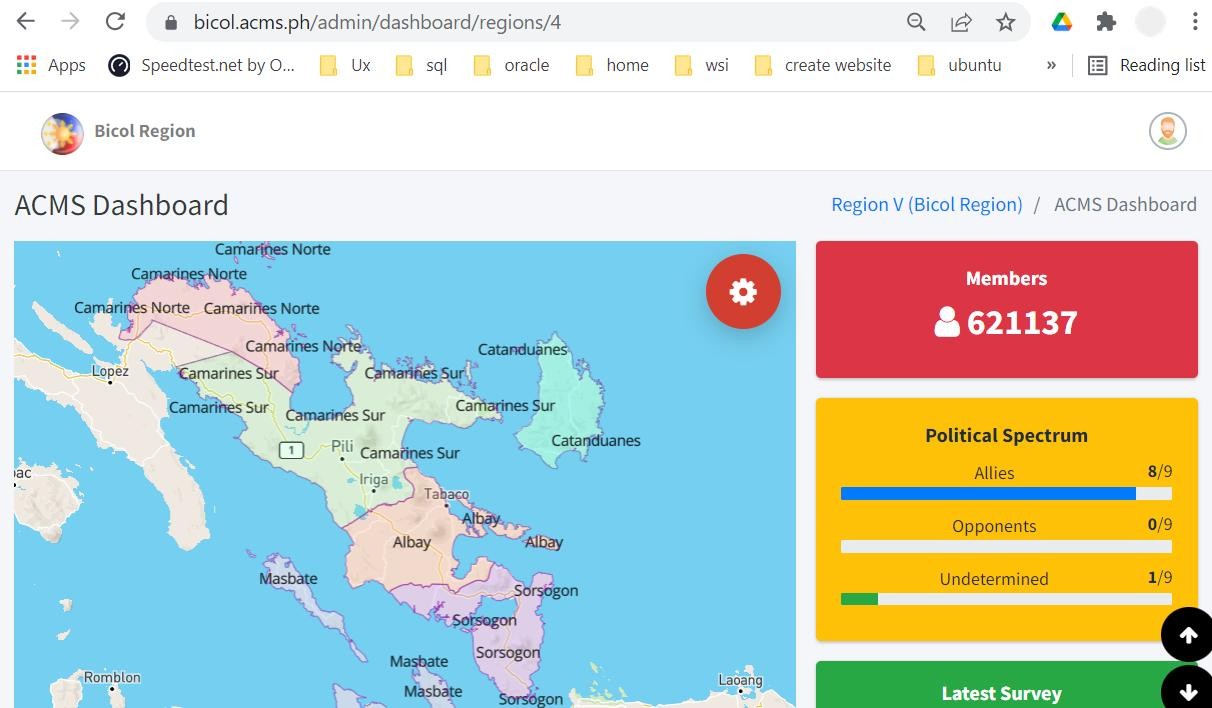 bicol.acms.ph/admin/dashboard/regions/4
Apps Speedtest.net by O... Ux sql oracle home wsi create website ubuntu » Reading list
Bicol Region
ACMS Dashboard
Region V (Bicol Region) / ACMS Dashboard
Camarines Norte
Camarines Norte
Camarines Norte Camarines Norte
Camarines Norte
Catanduanes
Lopez
Camarines Sur Camarines Sur
Camarines Sur Camarines Sur Camarines Sur
Catanduanes
1 Pili Camarines Sur
ac
Iriga
Tabaco
Albay
Albay Albay
Masbate
Sorsogon
Sorsogon
Sorsogon
Masbate
Romblon
Masbate
Laoang
Sorsogon
Members
621137
Political Spectrum
Allies 8/9
Opponents 0/9
Undetermined 1/9
Latest Survey